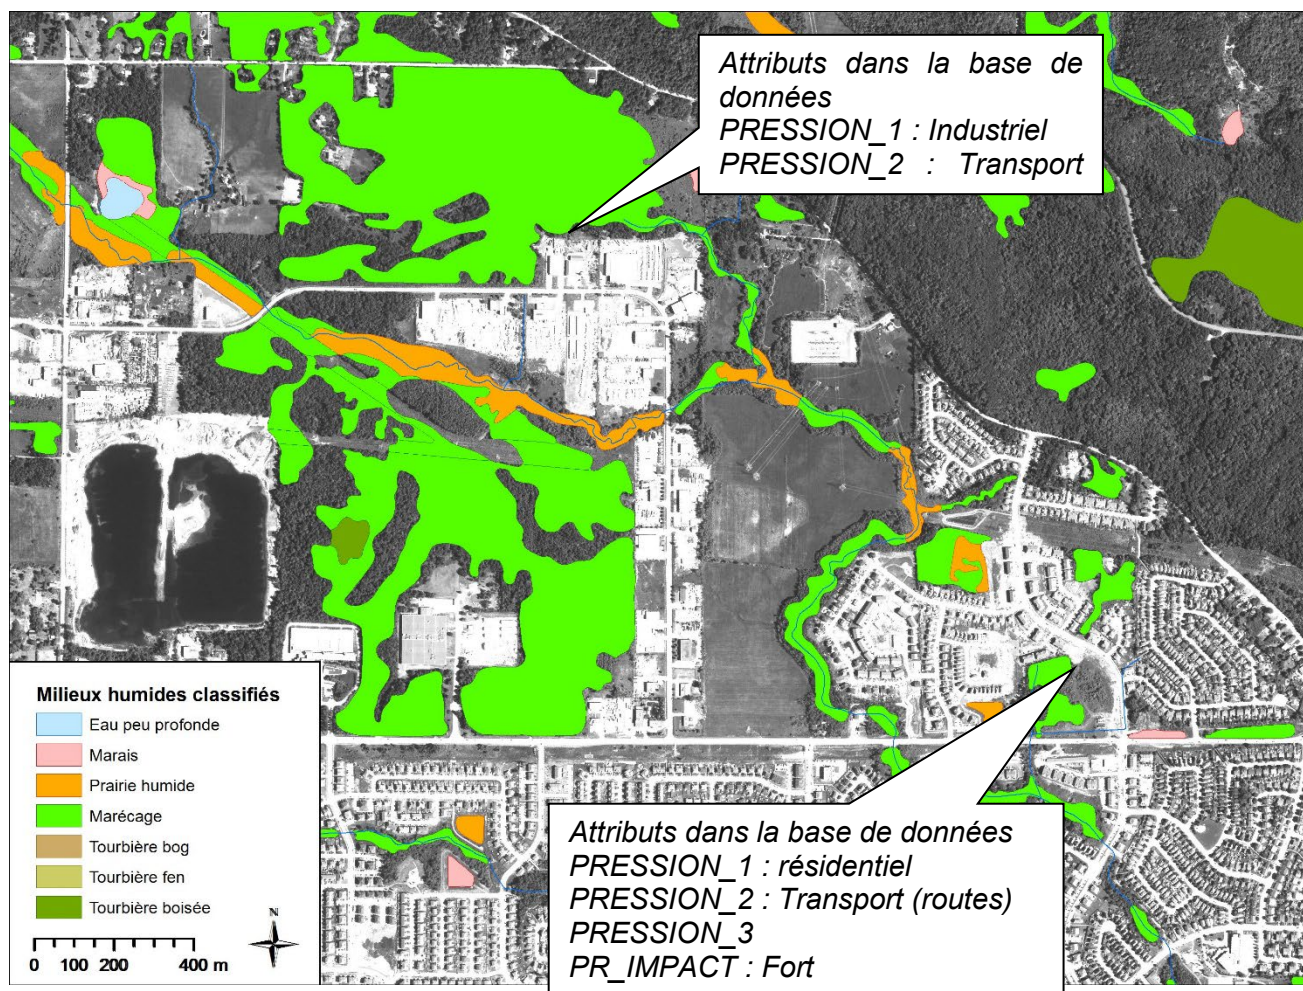 Attributs dans la base de
données
PRESSION_1 : Industriel
PRESSION_2 : Transport
Milieux humides classifiés
Eau peu profonde
Marais
Prairie humide
Marécage
Tourbière bog
Tourbière fen
Tourbière boisée
N
0 100 200 400 m
Attributs dans la base de données
PRESSION_1 : résidentiel
PRESSION_2 : Transport (routes)
PRESSION_3
PR_IMPACT : Fort